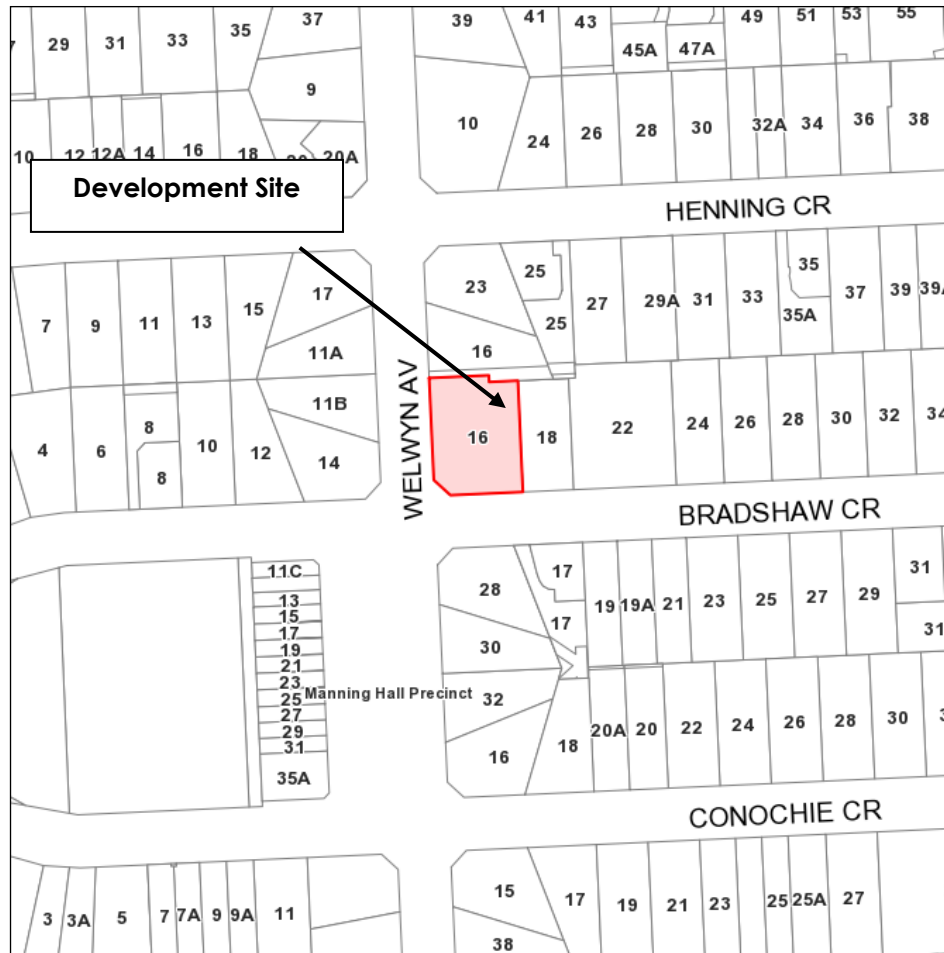 37 39 41 43 49 51 53 55
29 31 33 35 45A 47A
9
10 12 12A 14 16 18 20A 10 24 26 28 30 32A 34 36 38
Development Site
HENNING CR
7 9 11 13 15 17 23 25 27 29A 31 33 35 37 39
11A 16 25 35A
WELWYN AV
4 6 8 10 12 11B 16 18 22 24 26 28 30 32 34
8 14
BRADSHAW CR
11C 28 17 19 19A 21 23 25 27 29 31
13
15
17 30 17 31
19
21
23
Manning Hall Precinct
25 32 20A 20 22 24 26 28 30
27
29 16 18
31
35A
CONOCHIE CR
3 3A 5 7 7A 9 9A 11 15 17 19 21 23 25 25A 27
38